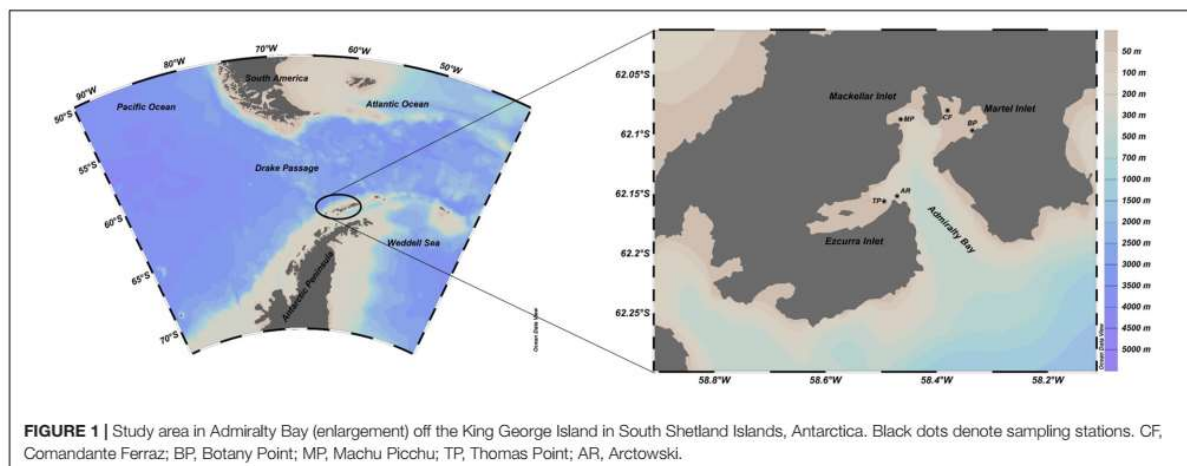 90°W
80°W
70°W
60°W
50°W
50°S
55°S
60°S
65°S
70°S
Pacific Ocean
South America
Atlantic Ocean
Drake Passage
Weddell Sea
Antarctic Peninsula
Ocean Data View
62.05°S
62.1°S
62.15°S
62.2°S
62.25°S
58.8°W
58.6°W
58.4°W
58.2°W
Mackellar Inlet
Martel Inlet
MP
CF
BP
AR
TP
Ezcurra Inlet
Admiralty Bay
Ocean Data View
50 m
100 m
200 m
300 m
500 m
700 m
1000 m
1500 m
2000 m
2500 m
3000 m
3500 m
4000 m
4500 m
5000 m
FIGURE 1 | Study area in Admiralty Bay (enlargement) off the King George Island in South Shetland Islands, Antarctica. Black dots denote sampling stations. CF,
Comandante Ferraz; BP, Botany Point; MP, Machu Picchu; TP, Thomas Point; AR, Arctowski.